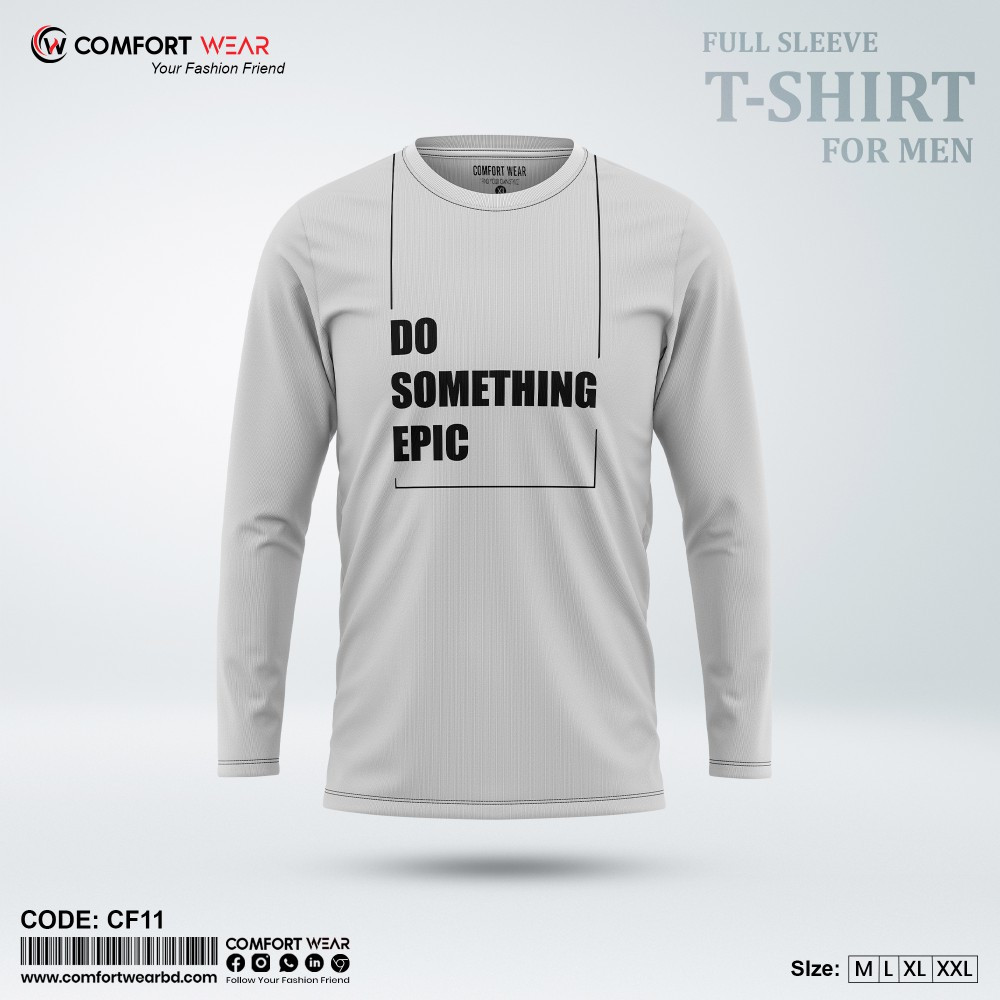 COMFORT WEAR
Your Fashion Friend
FULL SLEEVE
T-SHIRT
FOR MEN
COMFORT WEAR
XL
DO
SOMETHING
EPIC
CODE: CF11
www.comfortwearbd.com
COMFORT WEAR
Follow Your Fashion Friend
SIze: M L XL XXL